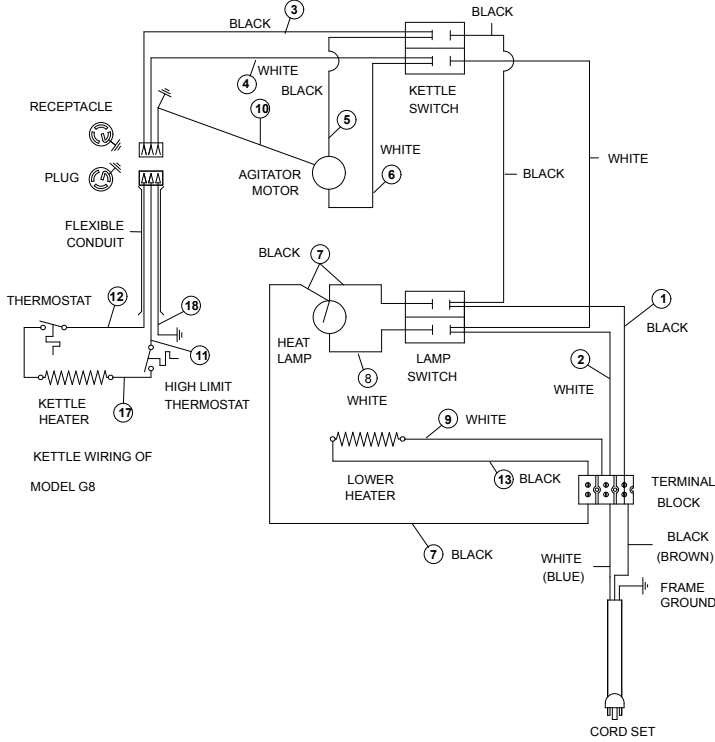 3
BLACK
BLACK
WHITE
4
BLACK
KETTLE
SWITCH
RECEPTACLE
10
5
WHITE
6
AGITATOR
MOTOR
PLUG
WHITE
BLACK
FLEXIBLE
CONDUIT
BLACK
7
THERMOSTAT
12
18
1
BLACK
HEAT
LAMP
11
2
WHITE
8
WHITE
LAMP
SWITCH
HIGH LIMIT
THERMOSTAT
KETTLE
HEATER
17
9
WHITE
KETTLE WIRING OF
MODEL G8
LOWER
HEATER
13
BLACK
TERMINAL
BLOCK
7
BLACK
WHITE
(BLUE)
BLACK
(BROWN)
FRAME
GROUND
CORD SET